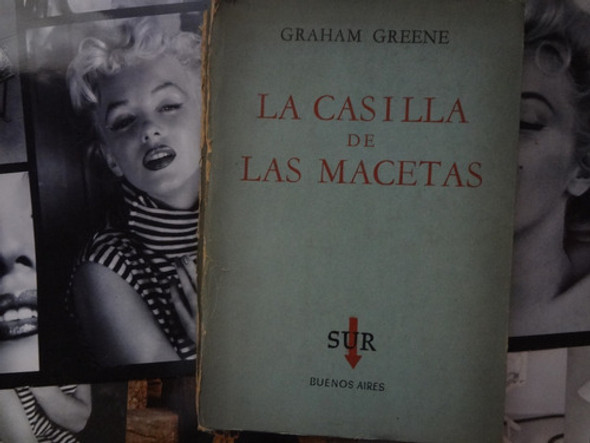 GRAHAM GREENE
LA CASILLA
DE
LAS MACETAS
SUR
BUENOS AIRES